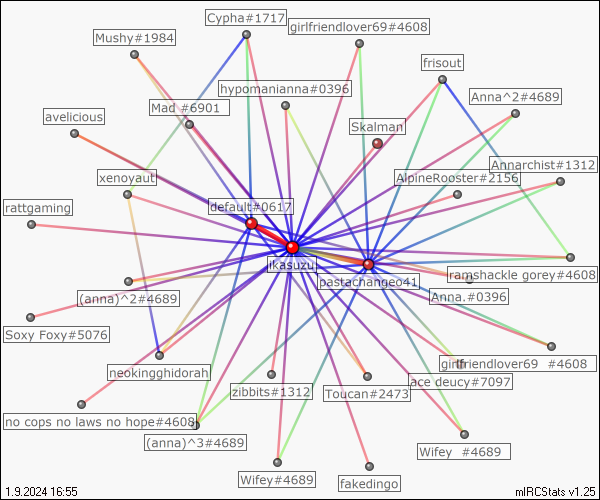 Cypha#1717
girlfriendlover69#4608
Mushy#1984
frisout
hypomanianna#0396
Anna^2#4689
Mad #6901
avelicious
Skalman
Annarchist#1312
xenoyaut
AlpineRooster#2156
rattgaming
default#0617
ikasuzu
ramshackle gorey#4608
pastachangeo41
(anna)^2#4689
Anna.#0396
Soxy Foxy#5076
girlfriendlover69 #4608
neokingghidorah
ace deucy#7097
zibbits#1312
Toucan#2473
no cops no laws no hope#4608
(anna)^3#4689
Wifey #4689
Wifey#4689
fakedingo
1.9.2024 16:55
mIRCStats v1.25